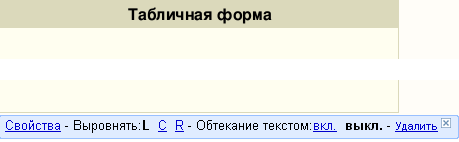 Табличная форма
Свойства - Выровнять:L C R - Обтекание текстом:вкл. выкл. - Удалить